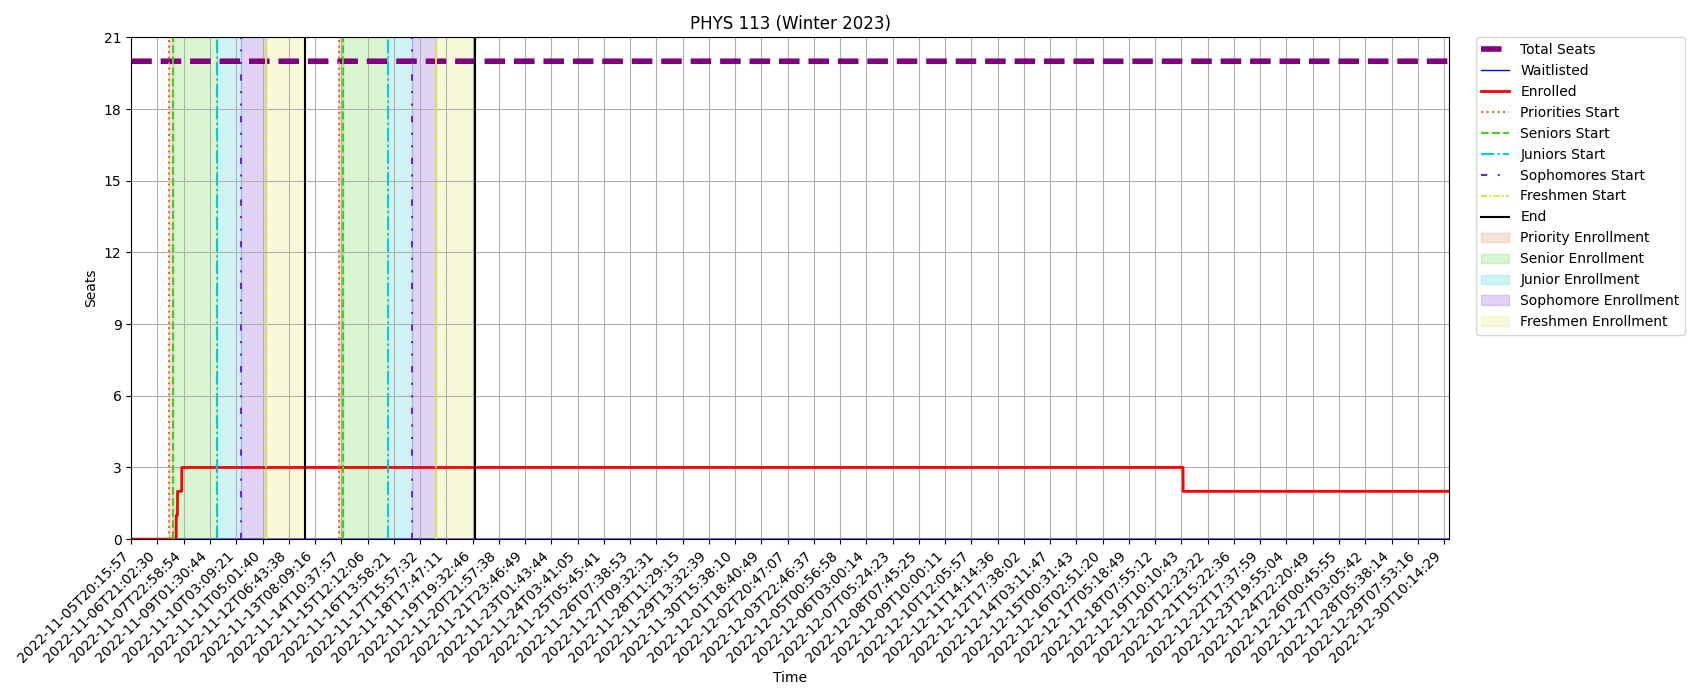 PHYS 113 (Winter 2023)
21
18
15
12
9
6
3
0
Seats
2022-11-05T20:15:57
2022-11-06T21:02:30
2022-11-07T22:58:54
2022-11-09T01:30:44
2022-11-10T03:09:21
2022-11-11T05:01:40
2022-11-12T06:43:38
2022-11-13T08:09:16
2022-11-14T10:37:57
2022-11-15T12:12:06
2022-11-16T13:58:21
2022-11-17T15:57:32
2022-11-18T17:47:11
2022-11-19T19:32:46
2022-11-20T21:57:38
2022-11-21T23:46:49
2022-11-23T01:43:44
2022-11-24T03:41:05
2022-11-25T05:45:41
2022-11-26T07:38:53
2022-11-27T09:32:31
2022-11-28T11:29:15
2022-11-29T13:32:39
2022-11-30T15:38:10
2022-12-01T18:40:49
2022-12-02T20:47:07
2022-12-03T22:46:37
2022-12-05T00:56:58
2022-12-06T03:00:14
2022-12-07T05:24:23
2022-12-08T07:45:25
2022-12-09T10:00:11
2022-12-10T12:05:57
2022-12-11T14:14:36
2022-12-12T17:38:02
2022-12-14T03:11:47
2022-12-15T00:31:43
2022-12-16T02:51:20
2022-12-17T05:18:49
2022-12-18T07:55:12
2022-12-19T10:10:43
2022-12-20T12:23:22
2022-12-21T15:22:36
2022-12-22T17:37:59
2022-12-23T19:55:04
2022-12-24T22:20:49
2022-12-26T00:45:55
2022-12-27T03:05:42
2022-12-28T05:38:14
2022-12-29T07:53:16
2022-12-30T10:14:29
Time
Total Seats
Waitlisted
Enrolled
Priorities Start
Seniors Start
Juniors Start
Sophomores Start
Freshmen Start
End
Priority Enrollment
Senior Enrollment
Junior Enrollment
Sophomore Enrollment
Freshmen Enrollment